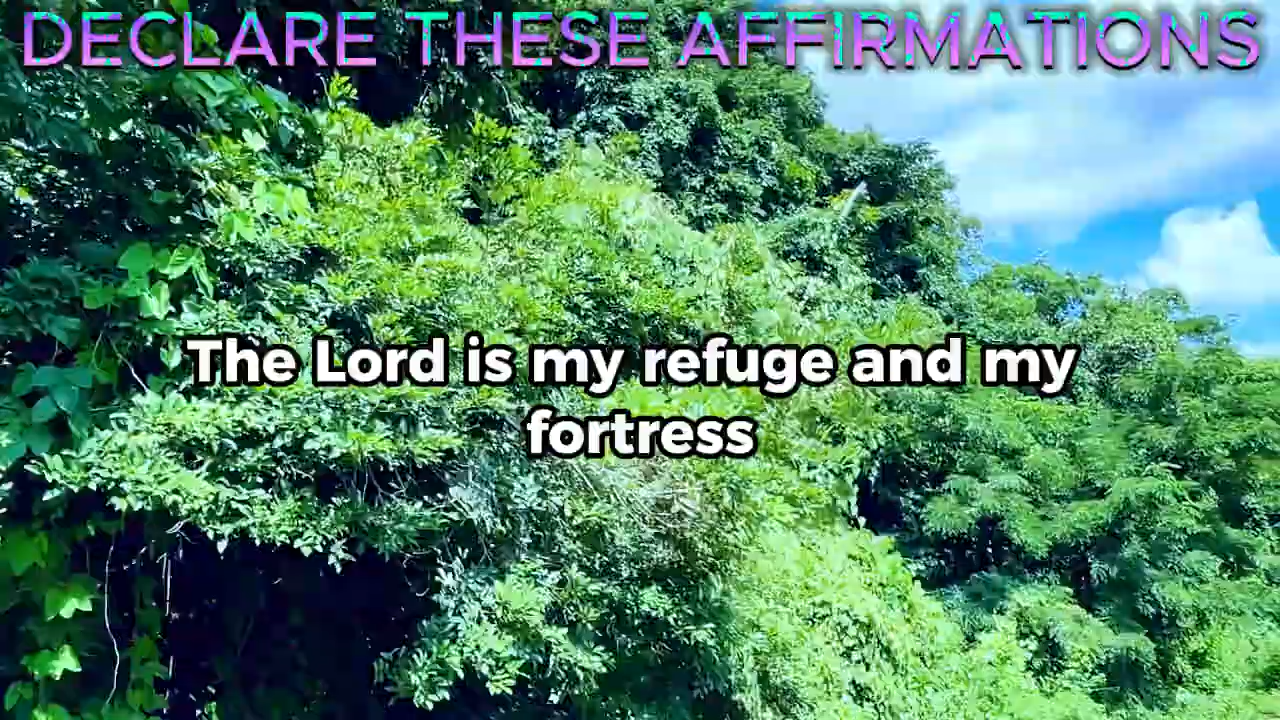 DECLARE THESE AFFIRMATIONS
The Lord is my refuge and my
fortress